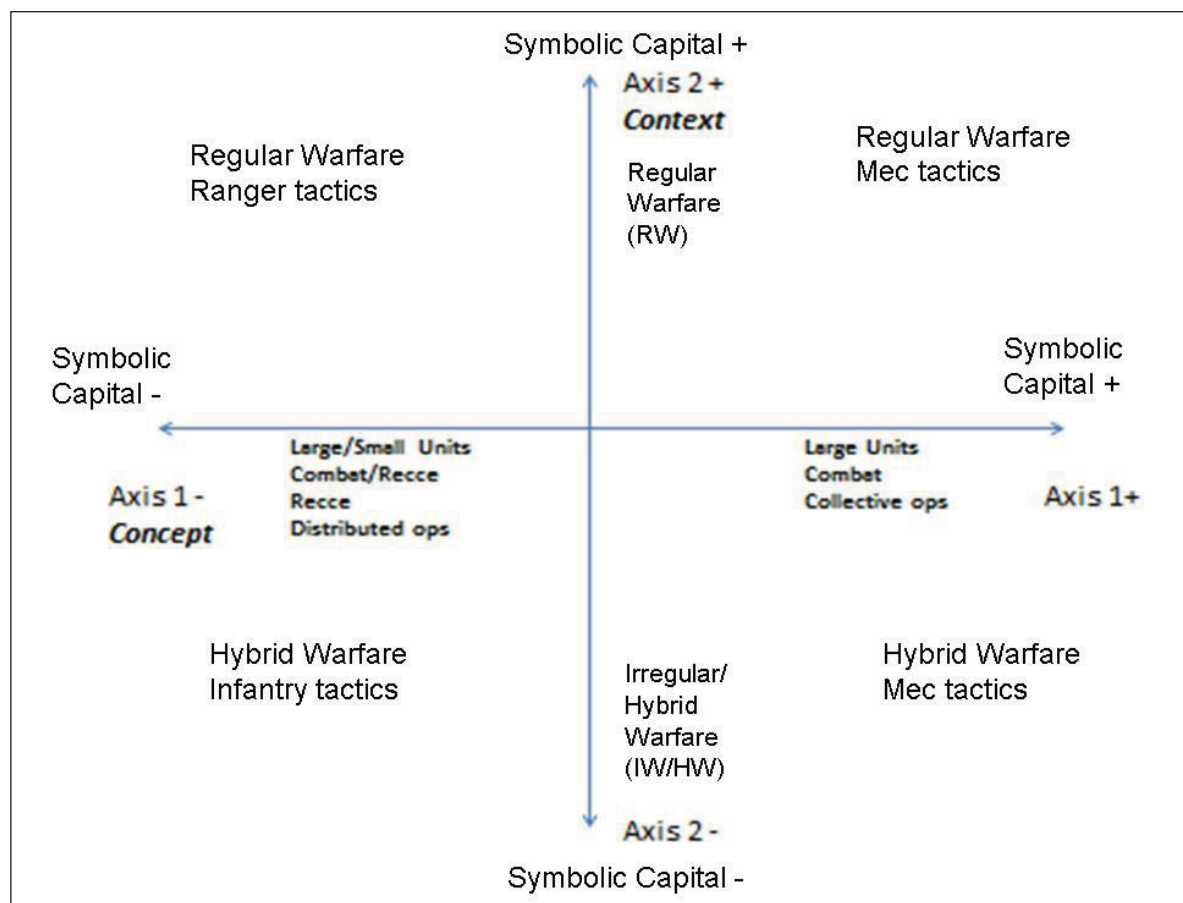 Symbolic Capital +
Axis 2 +
Context
Regular Warfare
Ranger tactics
Regular
Warfare
(RW)
Regular Warfare
Mec tactics
Symbolic
Capital -
Symbolic
Capital +
Large/Small Units
Combat/Recce
Recce
Distributed ops
Large Units
Combat
Collective ops
Axis 1 -
Concept
Axis 1+
Hybrid Warfare
Infantry tactics
Irregular/
Hybrid
Warfare
(IW/HW)
Hybrid Warfare
Mec tactics
Axis 2 -
Symbolic Capital -